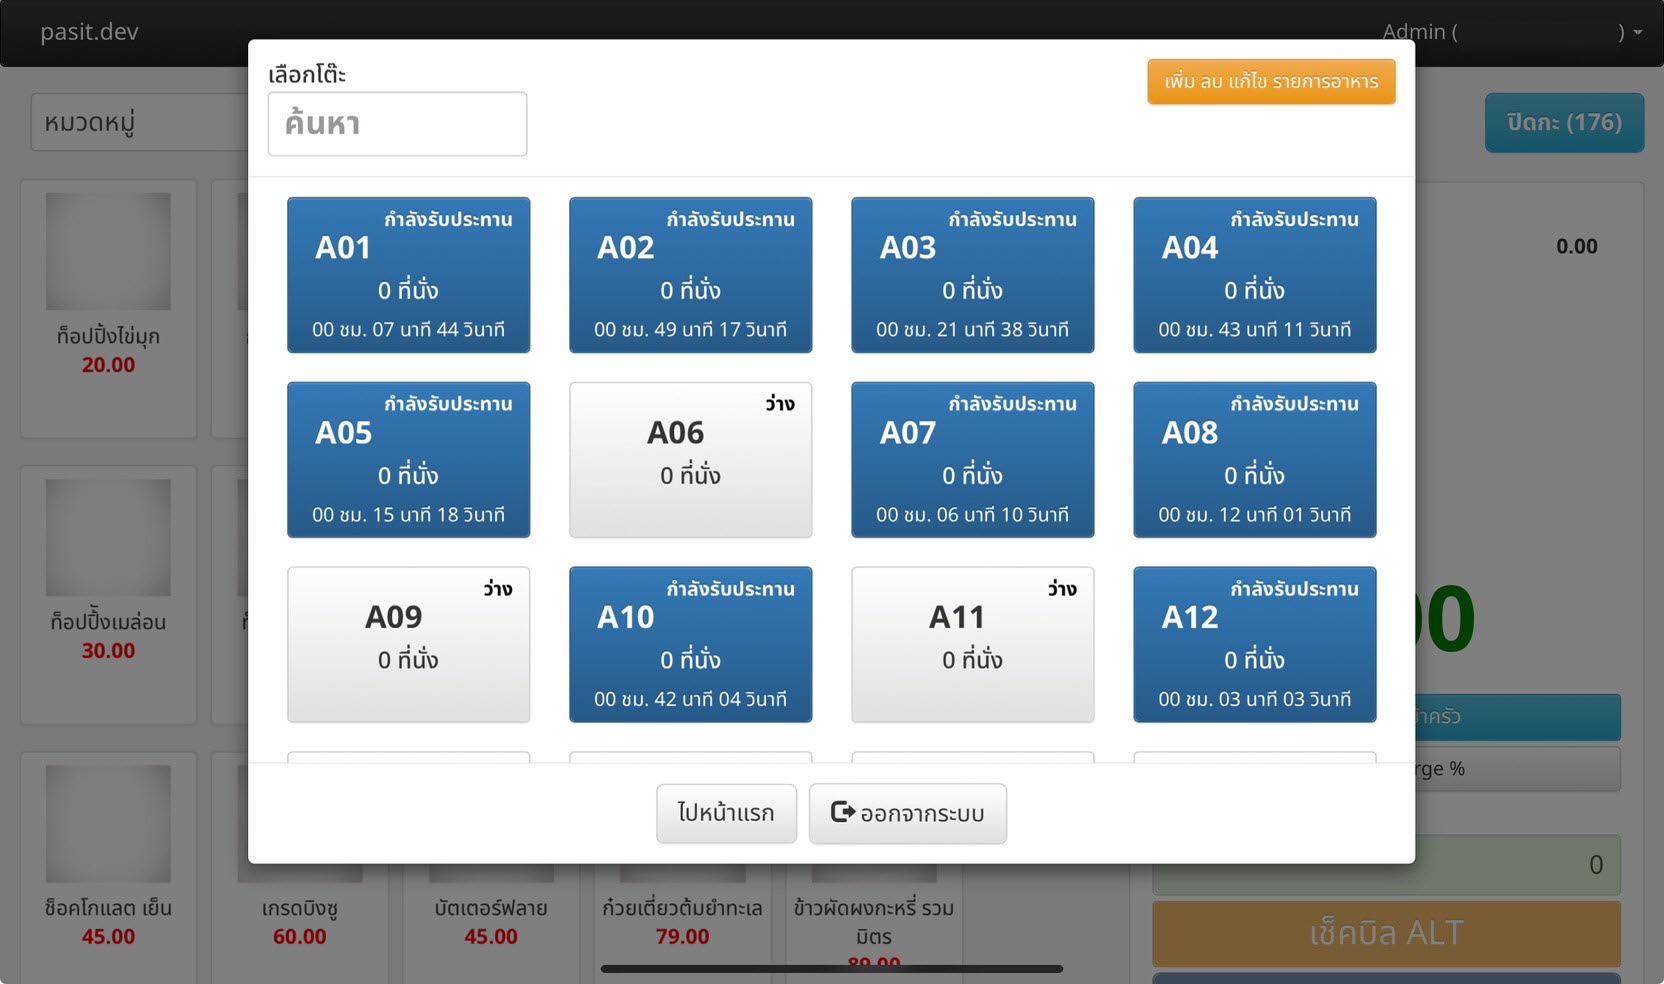 pasit.dev
Admin ( )
เลือกโต๊ะ
เพิ่ม ลบ แก้ไข รายการอาหาร
ค้นหา
หมวดหมู่
ปิดกะ (176)
กำลังรับประทาน
A01
0 ที่นั่ง
00 ชม. 07 นาที 44 วินาที
กำลังรับประทาน
A02
0 ที่นั่ง
00 ชม. 49 นาที 17 วินาที
กำลังรับประทาน
A03
0 ที่นั่ง
00 ชม. 21 นาที 38 วินาที
กำลังรับประทาน
A04
0 ที่นั่ง
00 ชม. 43 นาที 11 วินาที
0.00
ท็อปปิ้งไข่มุก
20.00
กำลังรับประทาน
A05
0 ที่นั่ง
00 ชม. 15 นาที 18 วินาที
ว่าง
A06
0 ที่นั่ง
กำลังรับประทาน
A07
0 ที่นั่ง
00 ชม. 06 นาที 10 วินาที
กำลังรับประทาน
A08
0 ที่นั่ง
00 ชม. 12 นาที 01 วินาที
ท็อปปิ้งเมล่อน
30.00
ว่าง
A09
0 ที่นั่ง
กำลังรับประทาน
A10
0 ที่นั่ง
00 ชม. 42 นาที 04 วินาที
ว่าง
A11
0 ที่นั่ง
กำลังรับประทาน
A12
0 ที่นั่ง
00 ชม. 03 นาที 03 วินาที
ไปหน้าแรก
ออกจากระบบ
0
ช็อคโกแลต เย็น
45.00
เกรดบิงซู
60.00
บัตเตอร์ฟลาย
45.00
ก๋วยเตี่ยวต้มยำทะเล
79.00
ข้าวผัดผงกะหรี่ รวม
มิตร
89.00
เช็คบิล ALT